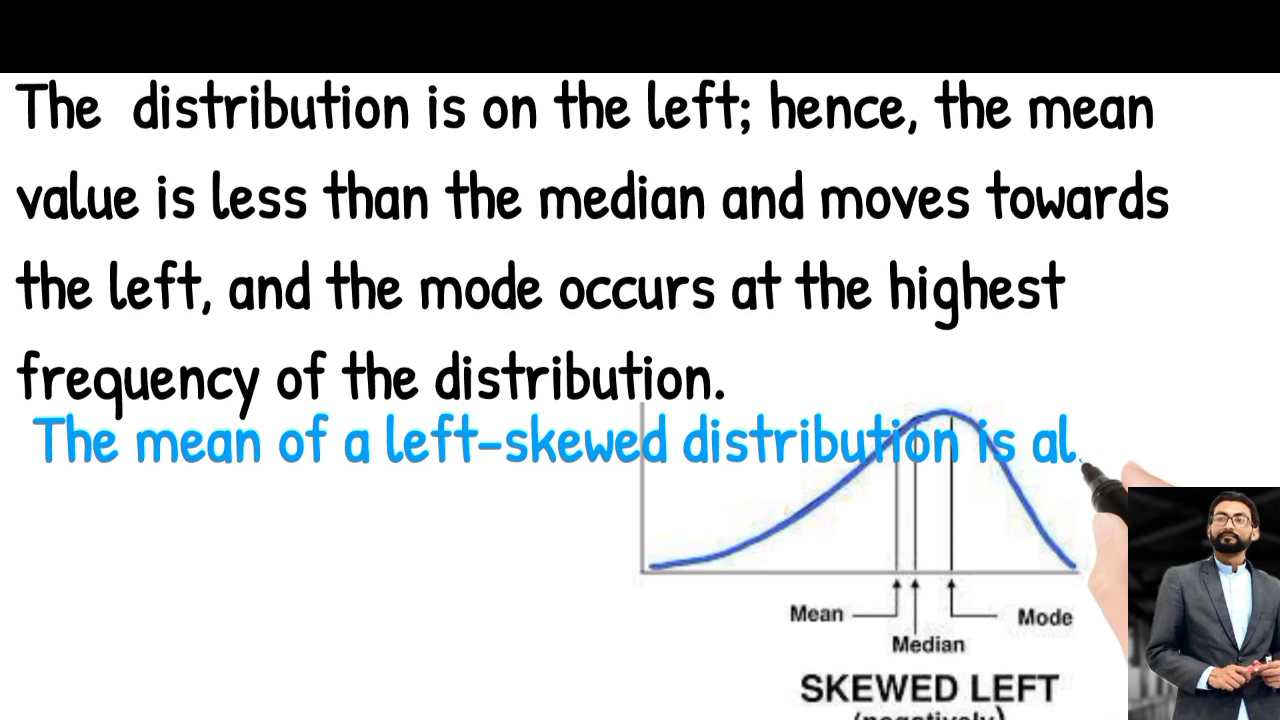 The distribution is on the left; hence, the mean
value is less than the median and moves towards
the left, and the mode occurs at the highest
frequency of the distribution.
The mean of a left-skewed distribution is al
Mean
Mode
Median
SKEWED LEFT
(negatively)